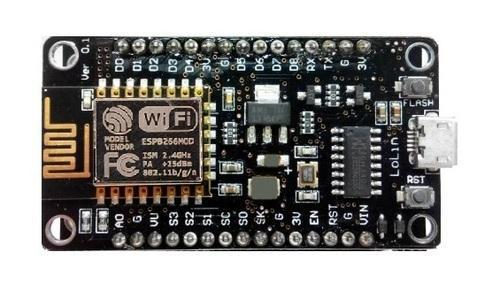 Ver 0.1
D0 D1 D2 D3 D4 3V G D5 D6 D7 D8 RX TX G 3V
FLASH
WiFi
MODEL
VENDOR
ESP8266MOD
FC
ISM 2.4GHz
PA +25dBm
802.11b/g/n
LoLin
RST
A0 G VU S3 S2 S1 SC S0 SK G 3V EN RST G VIN